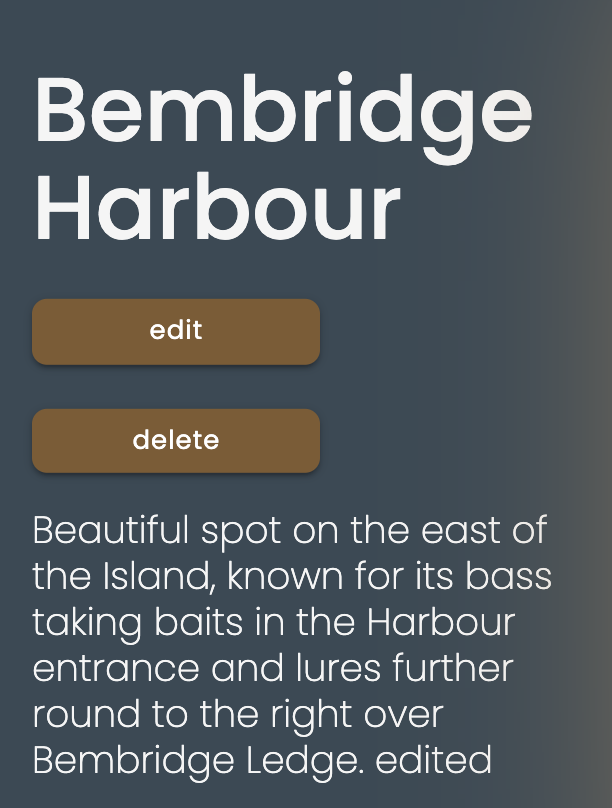 Bembridge
Harbour
edit
delete
Beautiful spot on the east of
the Island, known for its bass
taking baits in the Harbour
entrance and lures further
round to the right over
Bembridge Ledge. edited